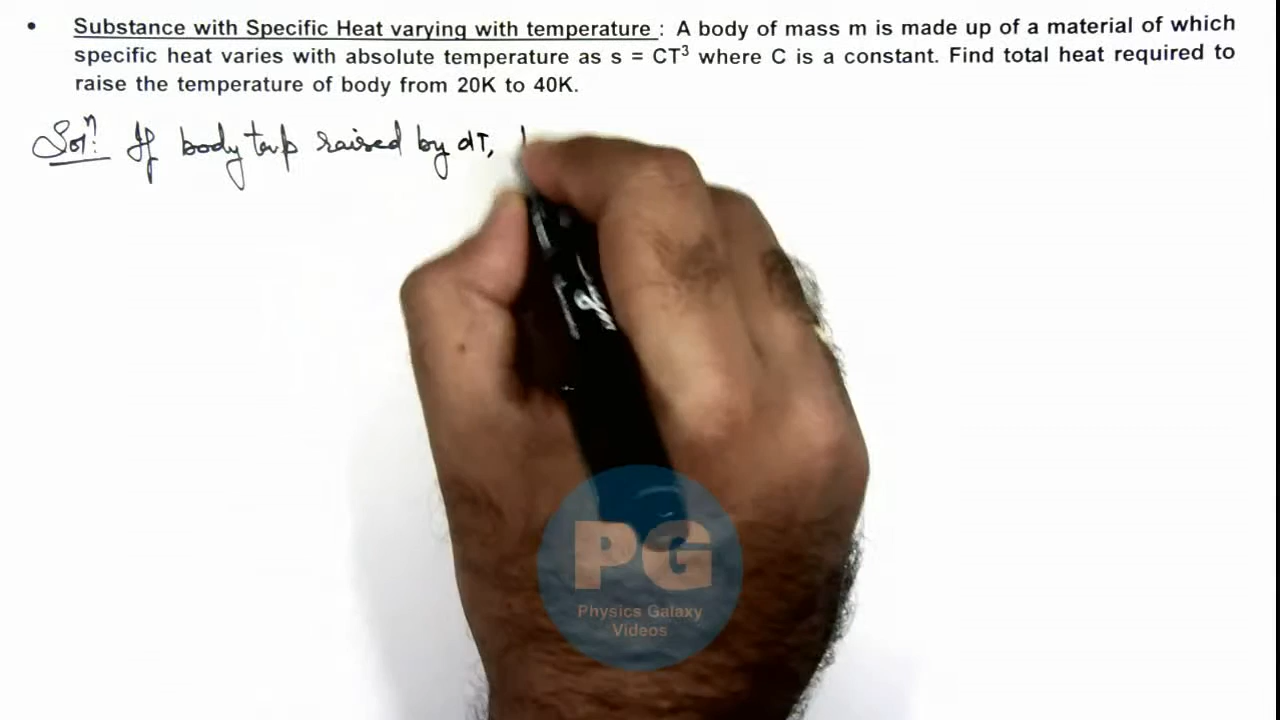 • Substance with Specific Heat varying with temperature : A body of mass m is made up of a material of which
specific heat varies with absolute temperature as s = CT³ where C is a constant. Find total heat required to
raise the temperature of body from 20K to 40K.
Solⁿ: If body temp raised by dT,
PG
Physics Galaxy
Videos